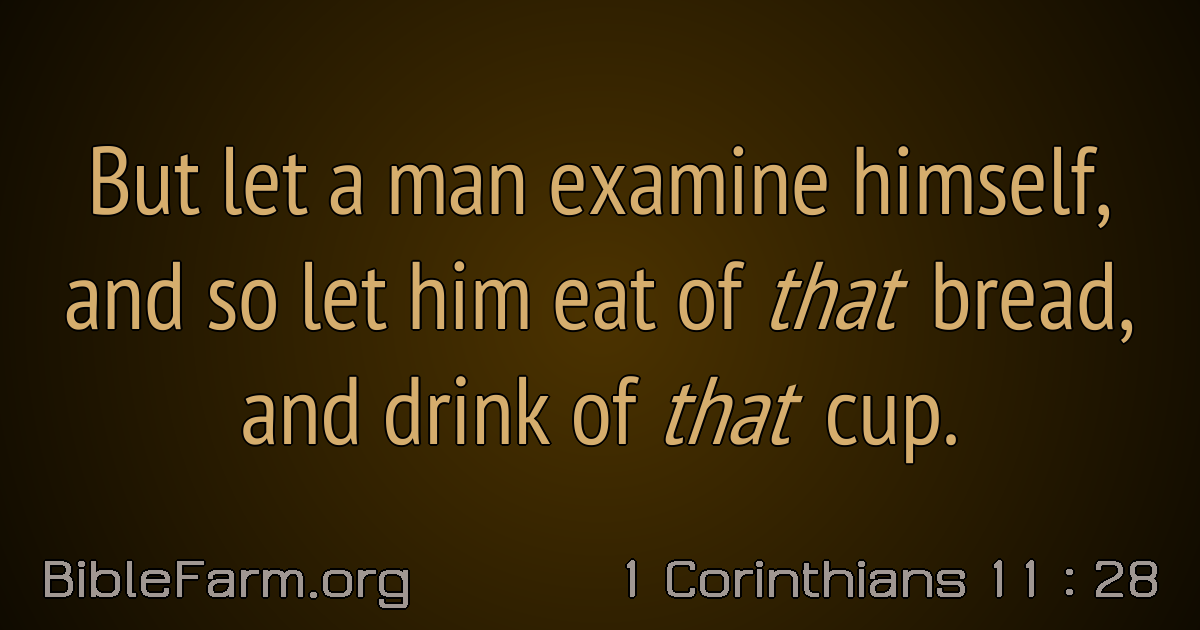 But let a man examine himself,
and so let him eat of that bread,
and drink of that cup.
BibleFarm.org
1 Corinthians 11 : 28